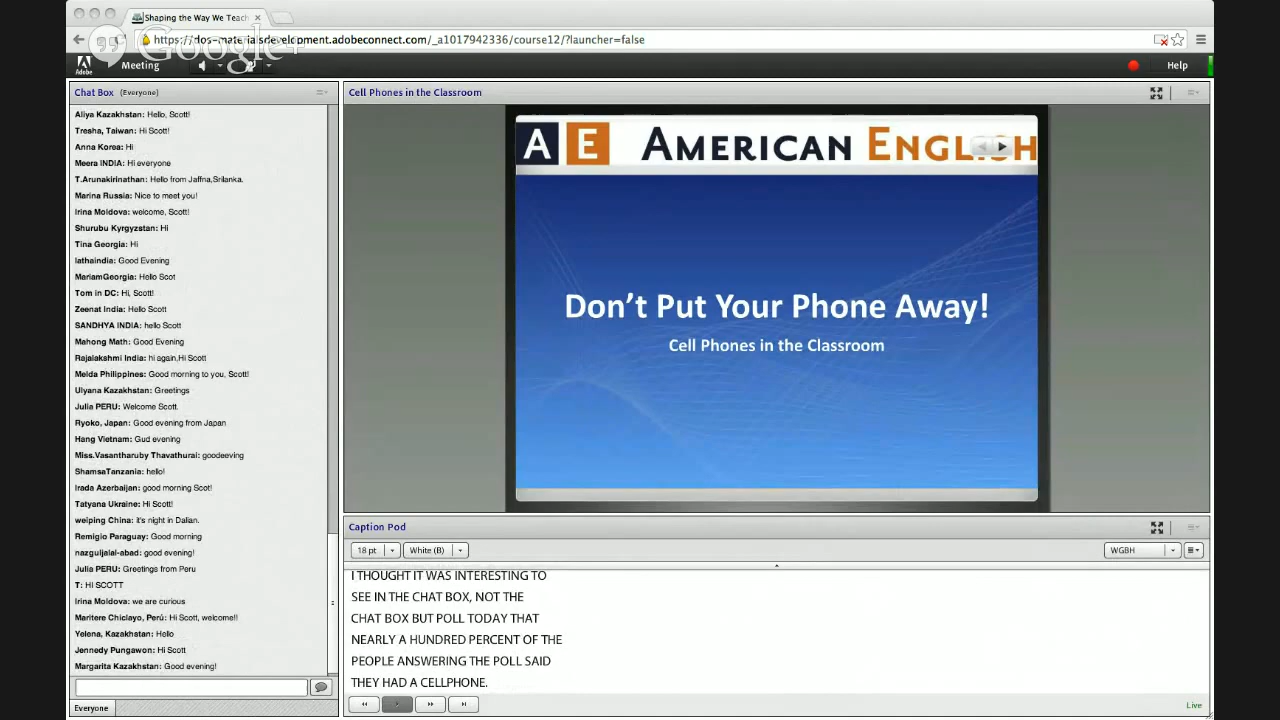 Shaping the Way We Teach
https://dos-materialsdevelopment.adobeconnect.com/_a1017942336/course12/?launcher=false
Google+
Adobe
Meeting
Help
Chat Box (Everyone)
Aliya Kazakhstan: Hello, Scott!
Tresha, Taiwan: Hi Scott!
Anna Korea: Hi
Meera INDIA: Hi everyone
T.Arunakirinathan: Hello from Jaffna,Srilanka.
Marina Russia: Nice to meet you!
Irina Moldova: welcome, Scott!
Shurubu Kyrgyzstan: Hi
Tina Georgia: Hi
lathaindia: Good Evening
MariamGeorgia: Hello Scot
Tom in DC: Hi, Scott!
Zeenat India: Hello Scott
SANDHYA INDIA: hello Scott
Mahong Math: Good Evening
Rajalakshmi India: hi again,Hi Scott
Melda Philippines: Good morning to you, Scott!
Ulyana Kazakhstan: Greetings
Julia PERU: Welcome Scott.
Ryoko, Japan: Good evening from Japan
Hang Vietnam: Gud evening
Miss.Vasantharuby Thavathurai: goodeeving
ShamsaTanzania: hello!
Irada Azerbaijan: good morning Scot!
Tatyana Ukraine: Hi Scott!
weiping China: it's night in Dalian.
Remigio Paraguay: Good morning
nazguljalal-abad: good evening!
Julia PERU: Greetings from Peru
T: HI SCOTT
Irina Moldova: we are curious
Maritere Chiclayo, Perú: Hi Scott, welcome!!
Yelena, Kazakhstan: Hello
Jennedy Pungawon: Hi Scott
Margarita Kazakhstan: Good evening!
Everyone
Cell Phones in the Classroom
AE AMERICAN ENGLISH
Don't Put Your Phone Away!
Cell Phones in the Classroom
Caption Pod
18 pt White (B) WGBH
I THOUGHT IT WAS INTERESTING TO
SEE IN THE CHAT BOX, NOT THE
CHAT BOX BUT POLL TODAY THAT
NEARLY A HUNDRED PERCENT OF THE
PEOPLE ANSWERING THE POLL SAID
THEY HAD A CELLPHONE.
Live